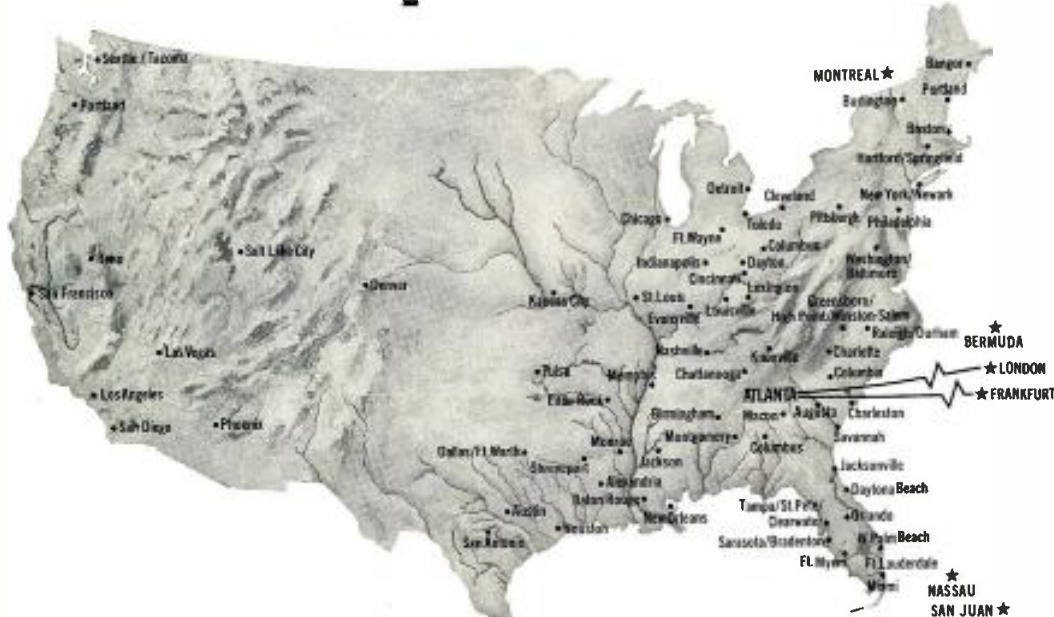 Seattle / Tacoma
Portland
MONTREAL
Bangor
Portland
Burlington
Boston
Hartford/Springfield
Detroit
Cleveland
New York/Newark
Chicago
Toledo
Pittsburgh
Philadelphia
Ft. Wayne
Columbus
Reno
Salt Lake City
Indianapolis
Dayton
Washington/
Baltimore
Cincinnati
Denver
Lexington
San Francisco
Kansas City
St. Louis
Evansville
Louisville
Greensboro/
High Point/Winston-Salem
Raleigh/Durham
BERMUDA
Las Vegas
Nashville
Knoxville
Charlotte
Tulsa
Memphis
Chattanooga
Columbia
LONDON
Los Angeles
Little Rock
ATLANTA
FRANKFURT
San Diego
Phoenix
Birmingham
Macon
Augusta
Charleston
Dallas/Ft. Worth
Monroe
Montgomery
Columbus
Savannah
Shreveport
Jackson
Jacksonville
Alexandria
Daytona Beach
Baton Rouge
Austin
New Orleans
Tampa/St. Pete/
Clearwater
Orlando
Houston
San Antonio
Sarasota/Bradenton
W. Palm Beach
Ft. Myers
Ft. Lauderdale
Miami
NASSAU
SAN JUAN